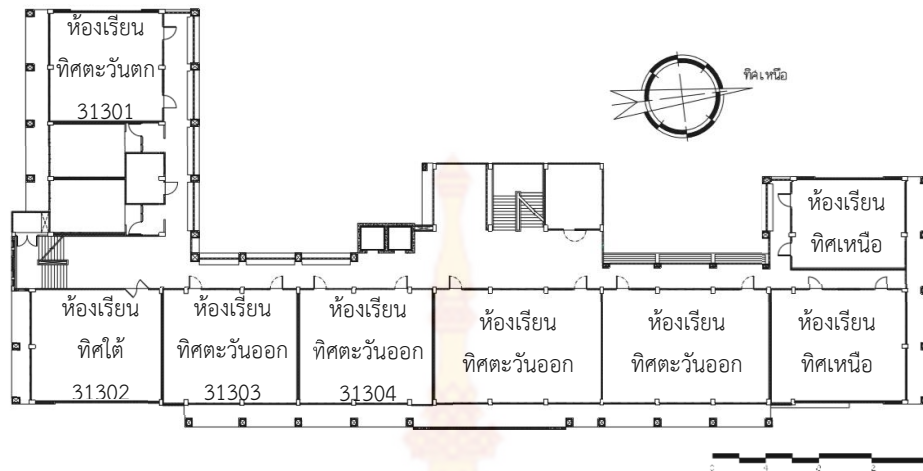 ห้องเรียน
ทิศตะวันตก
31301
ทิศเหนือ
ห้องเรียน
ทิศเหนือ
ห้องเรียน
ทิศใต้
31302
ห้องเรียน
ทิศตะวันออก
31303
ห้องเรียน
ทิศตะวันออก
31304
ห้องเรียน
ทิศตะวันออก
ห้องเรียน
ทิศตะวันออก
ห้องเรียน
ทิศเหนือ